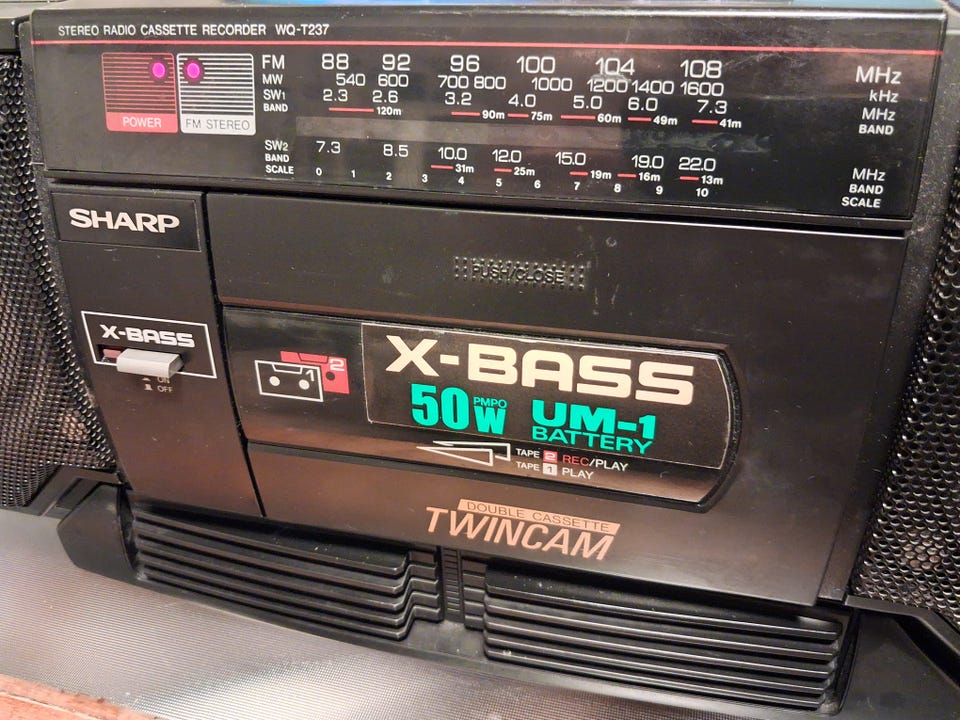 STEREO RADIO CASSETTE RECORDER WQ-T237
POWER
FM STEREO
FM 88 92 96 100 104 108 MHz
MW 540 600 700 800 1000 1200 1400 1600 kHz
SW1 2.3 2.6 3.2 4.0 5.0 6.0 7.3 MHz
BAND 120m 90m 75m 60m 49m 41m BAND
SW2 7.3 8.5 10.0 12.0 15.0 19.0 22.0 MHz
BAND 31m 25m 19m 16m 13m BAND
SCALE 0 1 2 3 4 5 6 7 8 9 10 SCALE
SHARP
PUSH/CLOSE
X-BASS
ON
OFF
1 2
X-BASS
50W PMPO UM-1
BATTERY
TAPE 2 REC/PLAY
TAPE 1 PLAY
DOUBLE CASSETTE
TWINCAM